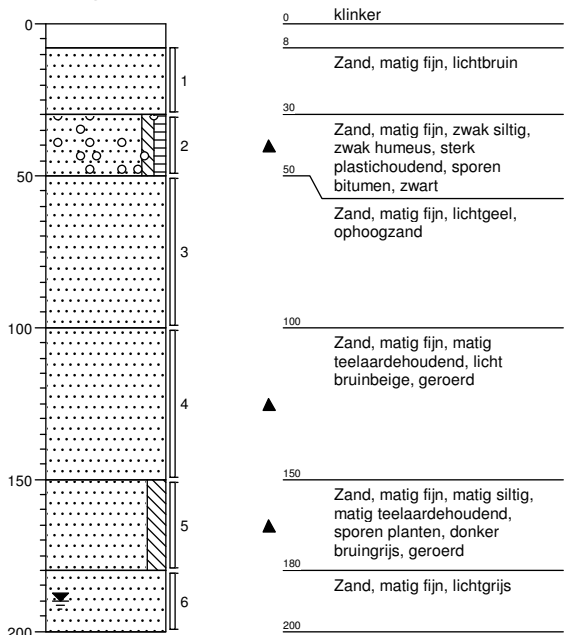 0
50
100
150
200
1
2
3
4
5
6
0
klinker
8
Zand, matig fijn, lichtbruin
30
Zand, matig fijn, zwak siltig,
zwak humeus, sterk
plastichoudend, sporen
bitumen, zwart
50
Zand, matig fijn, lichtgeel,
ophoogzand
100
Zand, matig fijn, matig
teelaardehoudend, licht
bruinbeige, geroerd
150
Zand, matig fijn, matig siltig,
matig teelaardehoudend,
sporen planten, donker
bruingrijs, geroerd
180
Zand, matig fijn, lichtgrijs
200